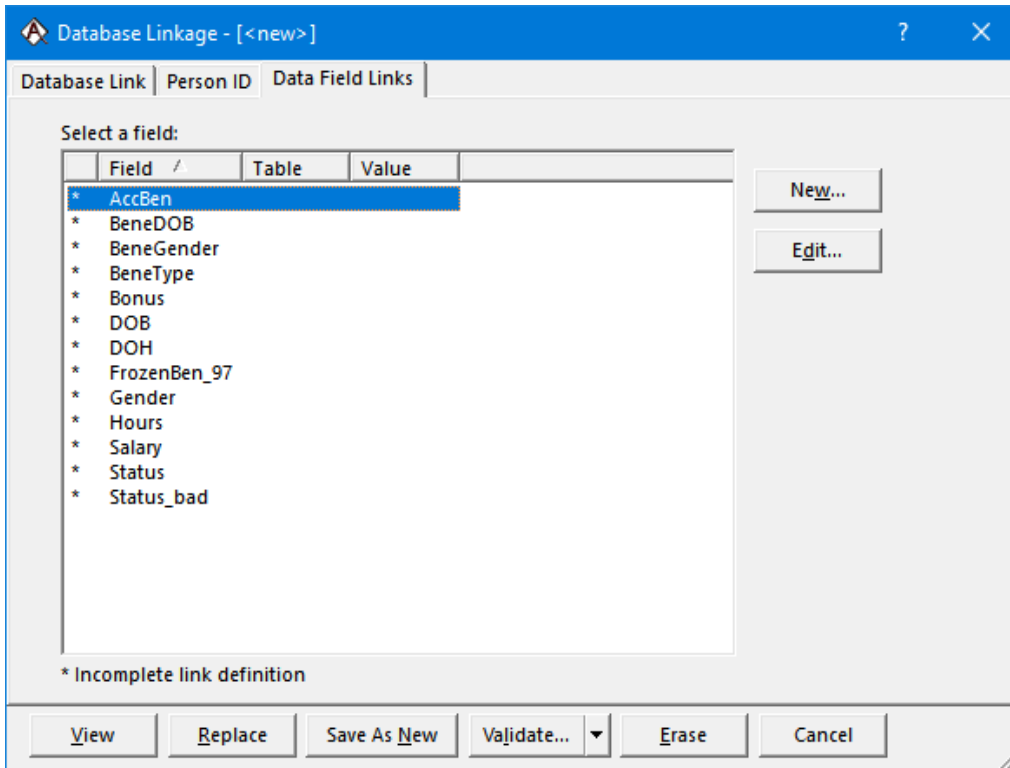 Database Linkage - [<new>] ?
Database Link Person ID Data Field Links
Select a field:
Field Table Value
New...
* AccBen
* BeneDOB
Edit...
* BeneGender
* BeneType
* Bonus
* DOB
* DOH
* FrozenBen_97
* Gender
* Hours
* Salary
* Status
* Status_bad
* Incomplete link definition
View Replace Save As New Validate... Erase Cancel